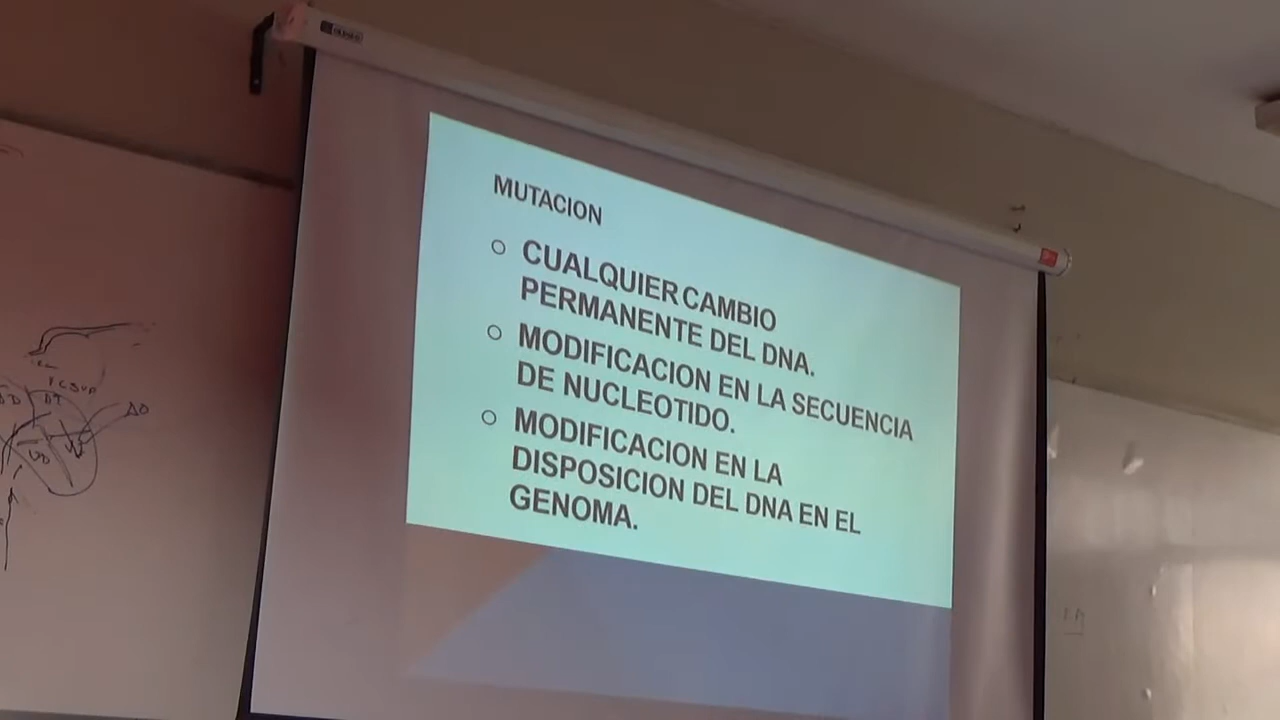 MUTACION
○ CUALQUIER CAMBIO
PERMANENTE DEL DNA.
○ MODIFICACION EN LA SECUENCIA
DE NUCLEOTIDO.
○ MODIFICACION EN LA
DISPOSICION DEL DNA EN EL
GENOMA.